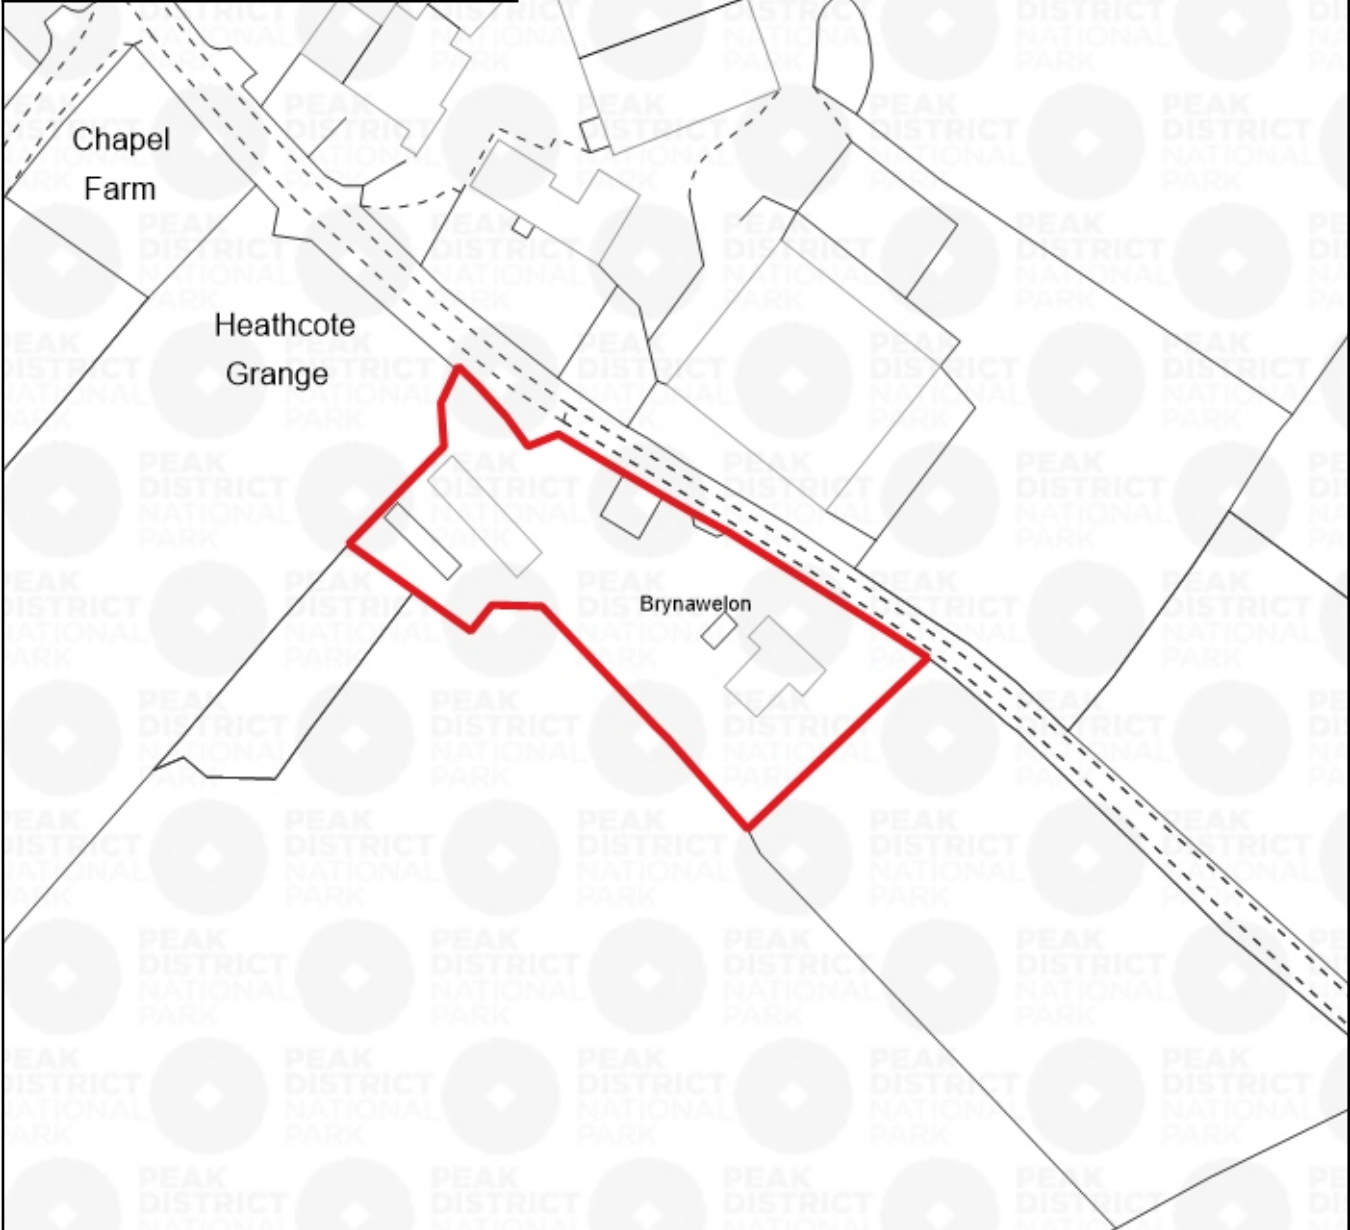 Chapel
Farm
Heathcote
Grange
Brynawelon
PEAK
DISTRICT
NATIONAL
PARK